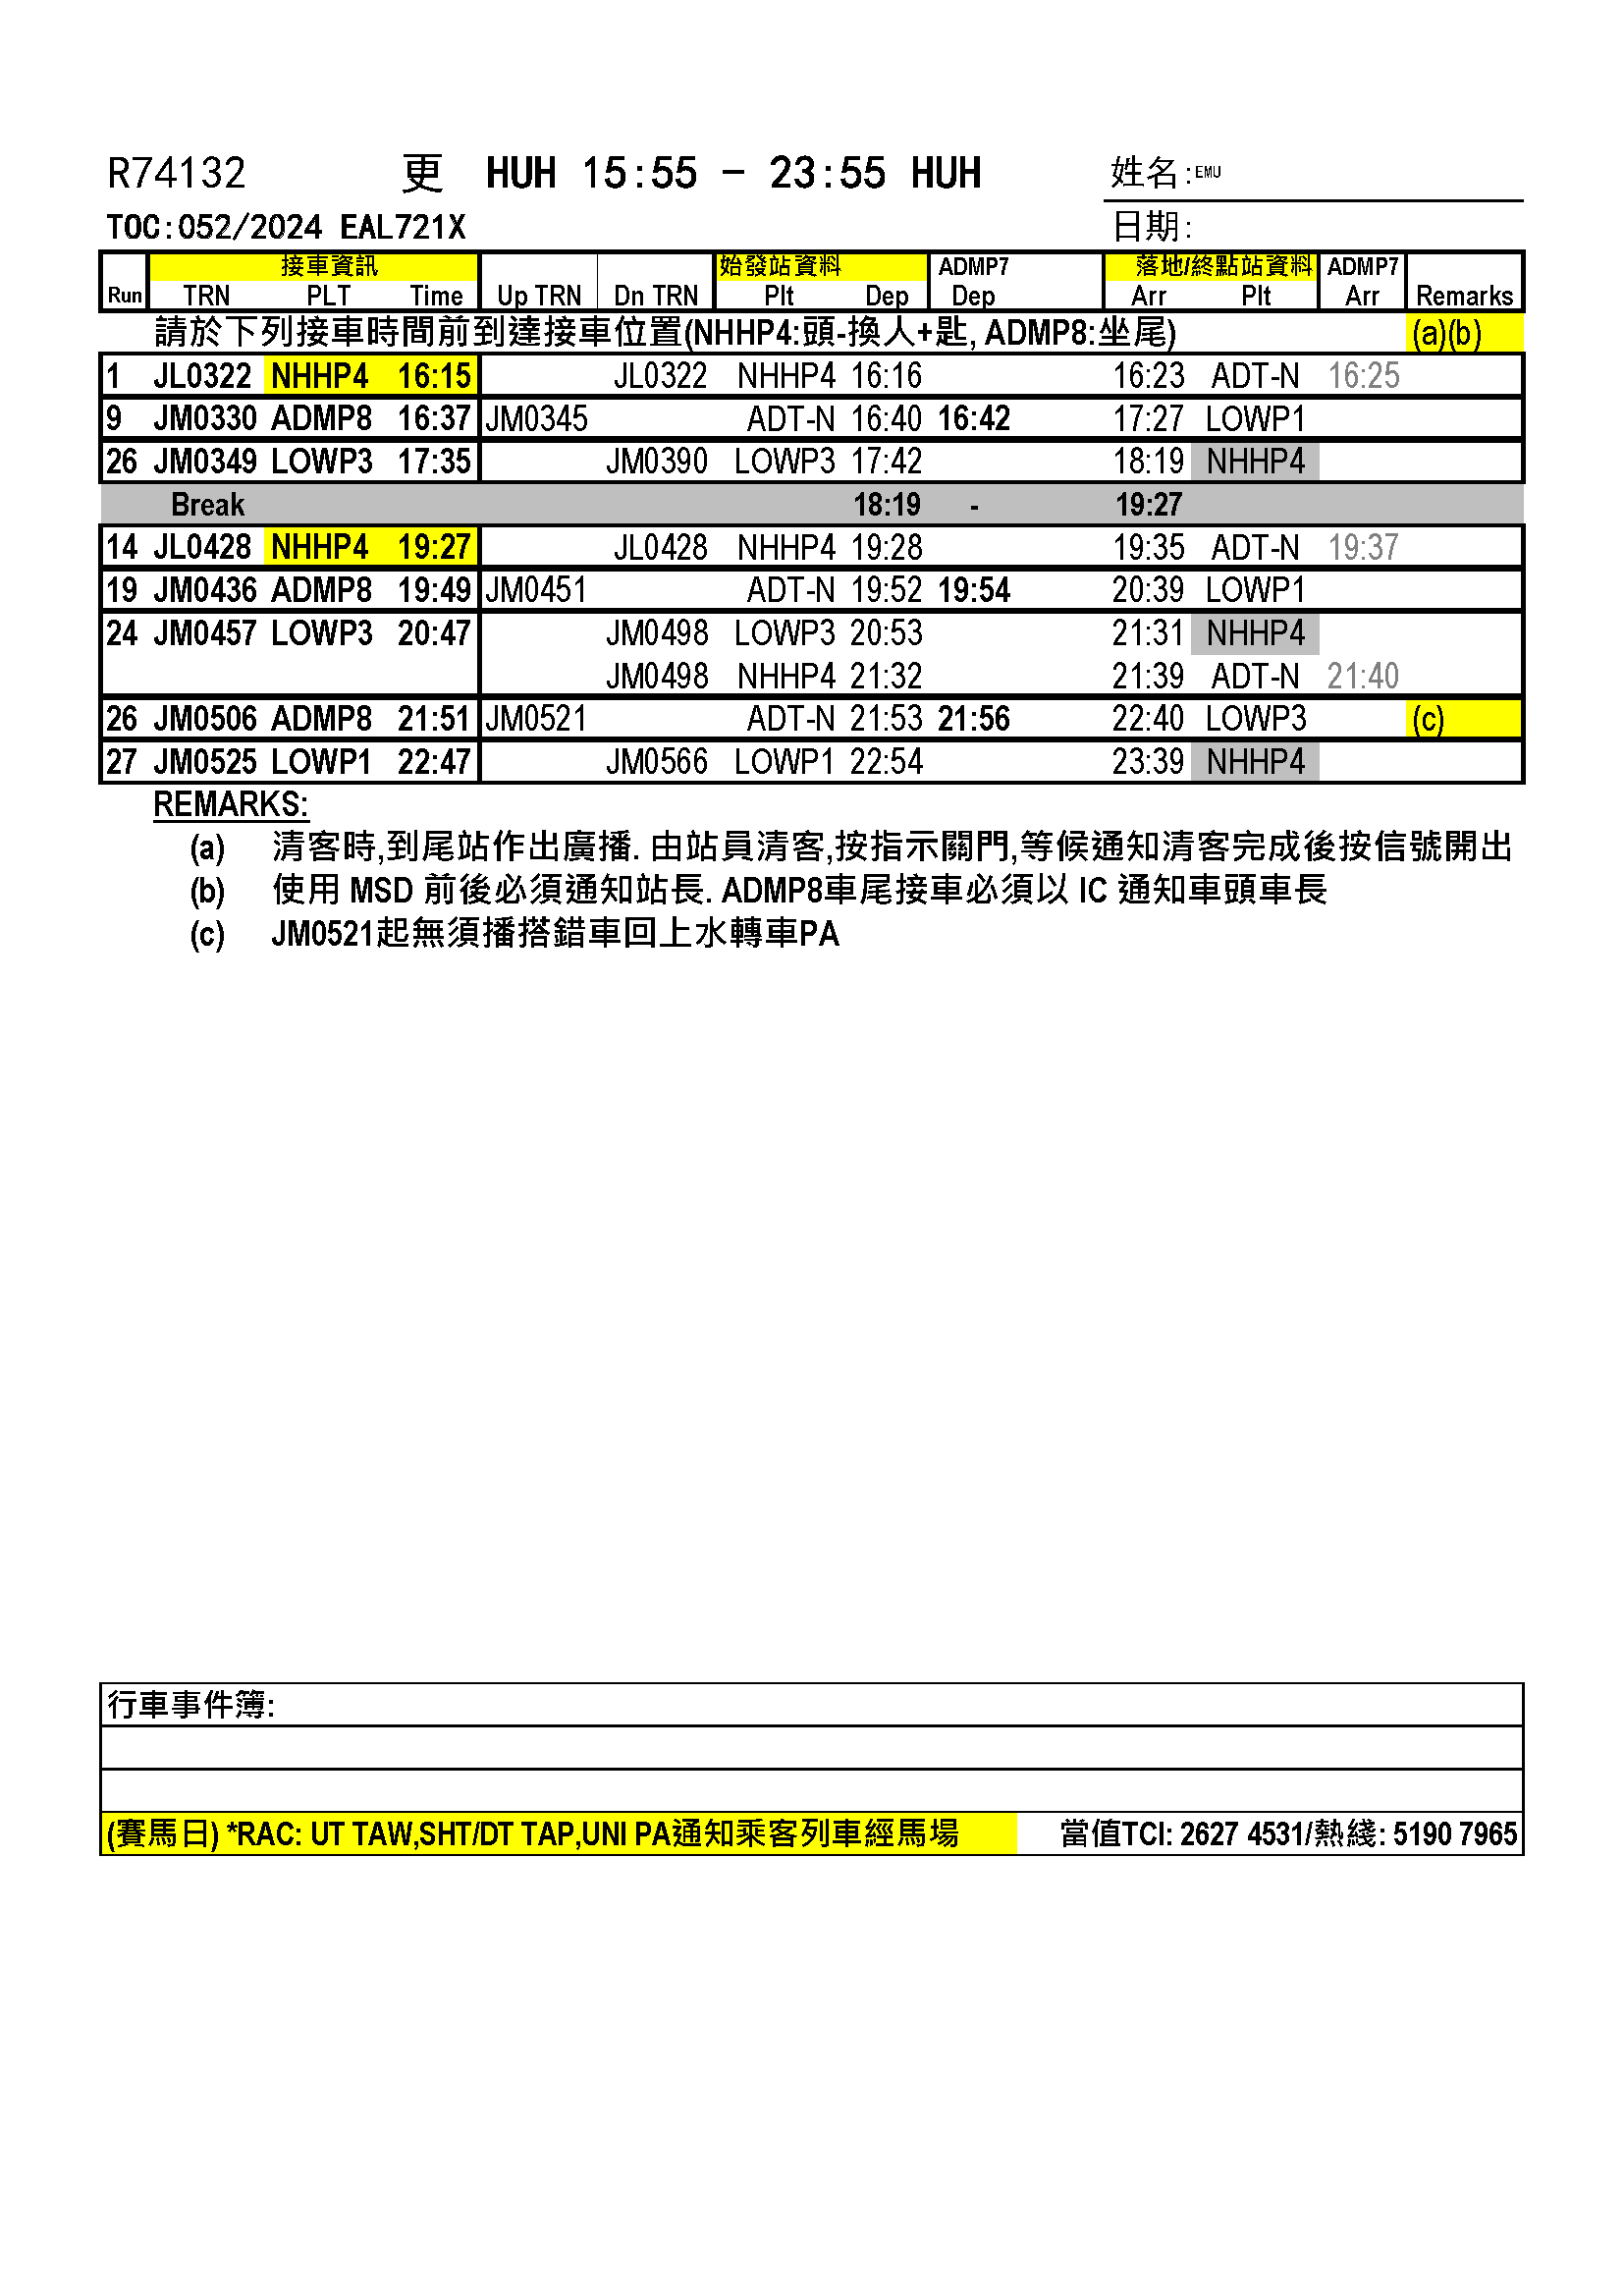 R74132 更 HUH 15:55 - 23:55 HUH 姓名:EMU
TOC:052/2024 EAL721X 日期:
接車資訊 始發站資料 ADMP7 落地/終點站資料 ADMP7
Run TRN PLT Time Up TRN Dn TRN Plt Dep Dep Arr Plt Arr Remarks
請於下列接車時間前到達接車位置(NHHP4:頭-換人+匙, ADMP8:坐尾) (a)(b)
1 JL0322 NHHP4 16:15 JL0322 NHHP4 16:16 16:23 ADT-N 16:25
9 JM0330 ADMP8 16:37 JM0345 ADT-N 16:40 16:42 17:27 LOWP1
26 JM0349 LOWP3 17:35 JM0390 LOWP3 17:42 18:19 NHHP4
Break 18:19 - 19:27
14 JL0428 NHHP4 19:27 JL0428 NHHP4 19:28 19:35 ADT-N 19:37
19 JM0436 ADMP8 19:49 JM0451 ADT-N 19:52 19:54 20:39 LOWP1
24 JM0457 LOWP3 20:47 JM0498 LOWP3 20:53 21:31 NHHP4
JM0498 NHHP4 21:32 21:39 ADT-N 21:40
26 JM0506 ADMP8 21:51 JM0521 ADT-N 21:53 21:56 22:40 LOWP3 (c)
27 JM0525 LOWP1 22:47 JM0566 LOWP1 22:54 23:39 NHHP4
REMARKS:
(a) 清客時,到尾站作出廣播. 由站員清客,按指示關門,等候通知清客完成後按信號開出
(b) 使用 MSD 前後必須通知站長. ADMP8車尾接車必須以 IC 通知車頭車長
(c) JM0521起無須播搭錯車回上水轉車PA
行車事件簿:
(賽馬日) *RAC: UT TAW,SHT/DT TAP,UNI PA通知乘客列車經馬場 當值TCI: 2627 4531/熱綫: 5190 7965